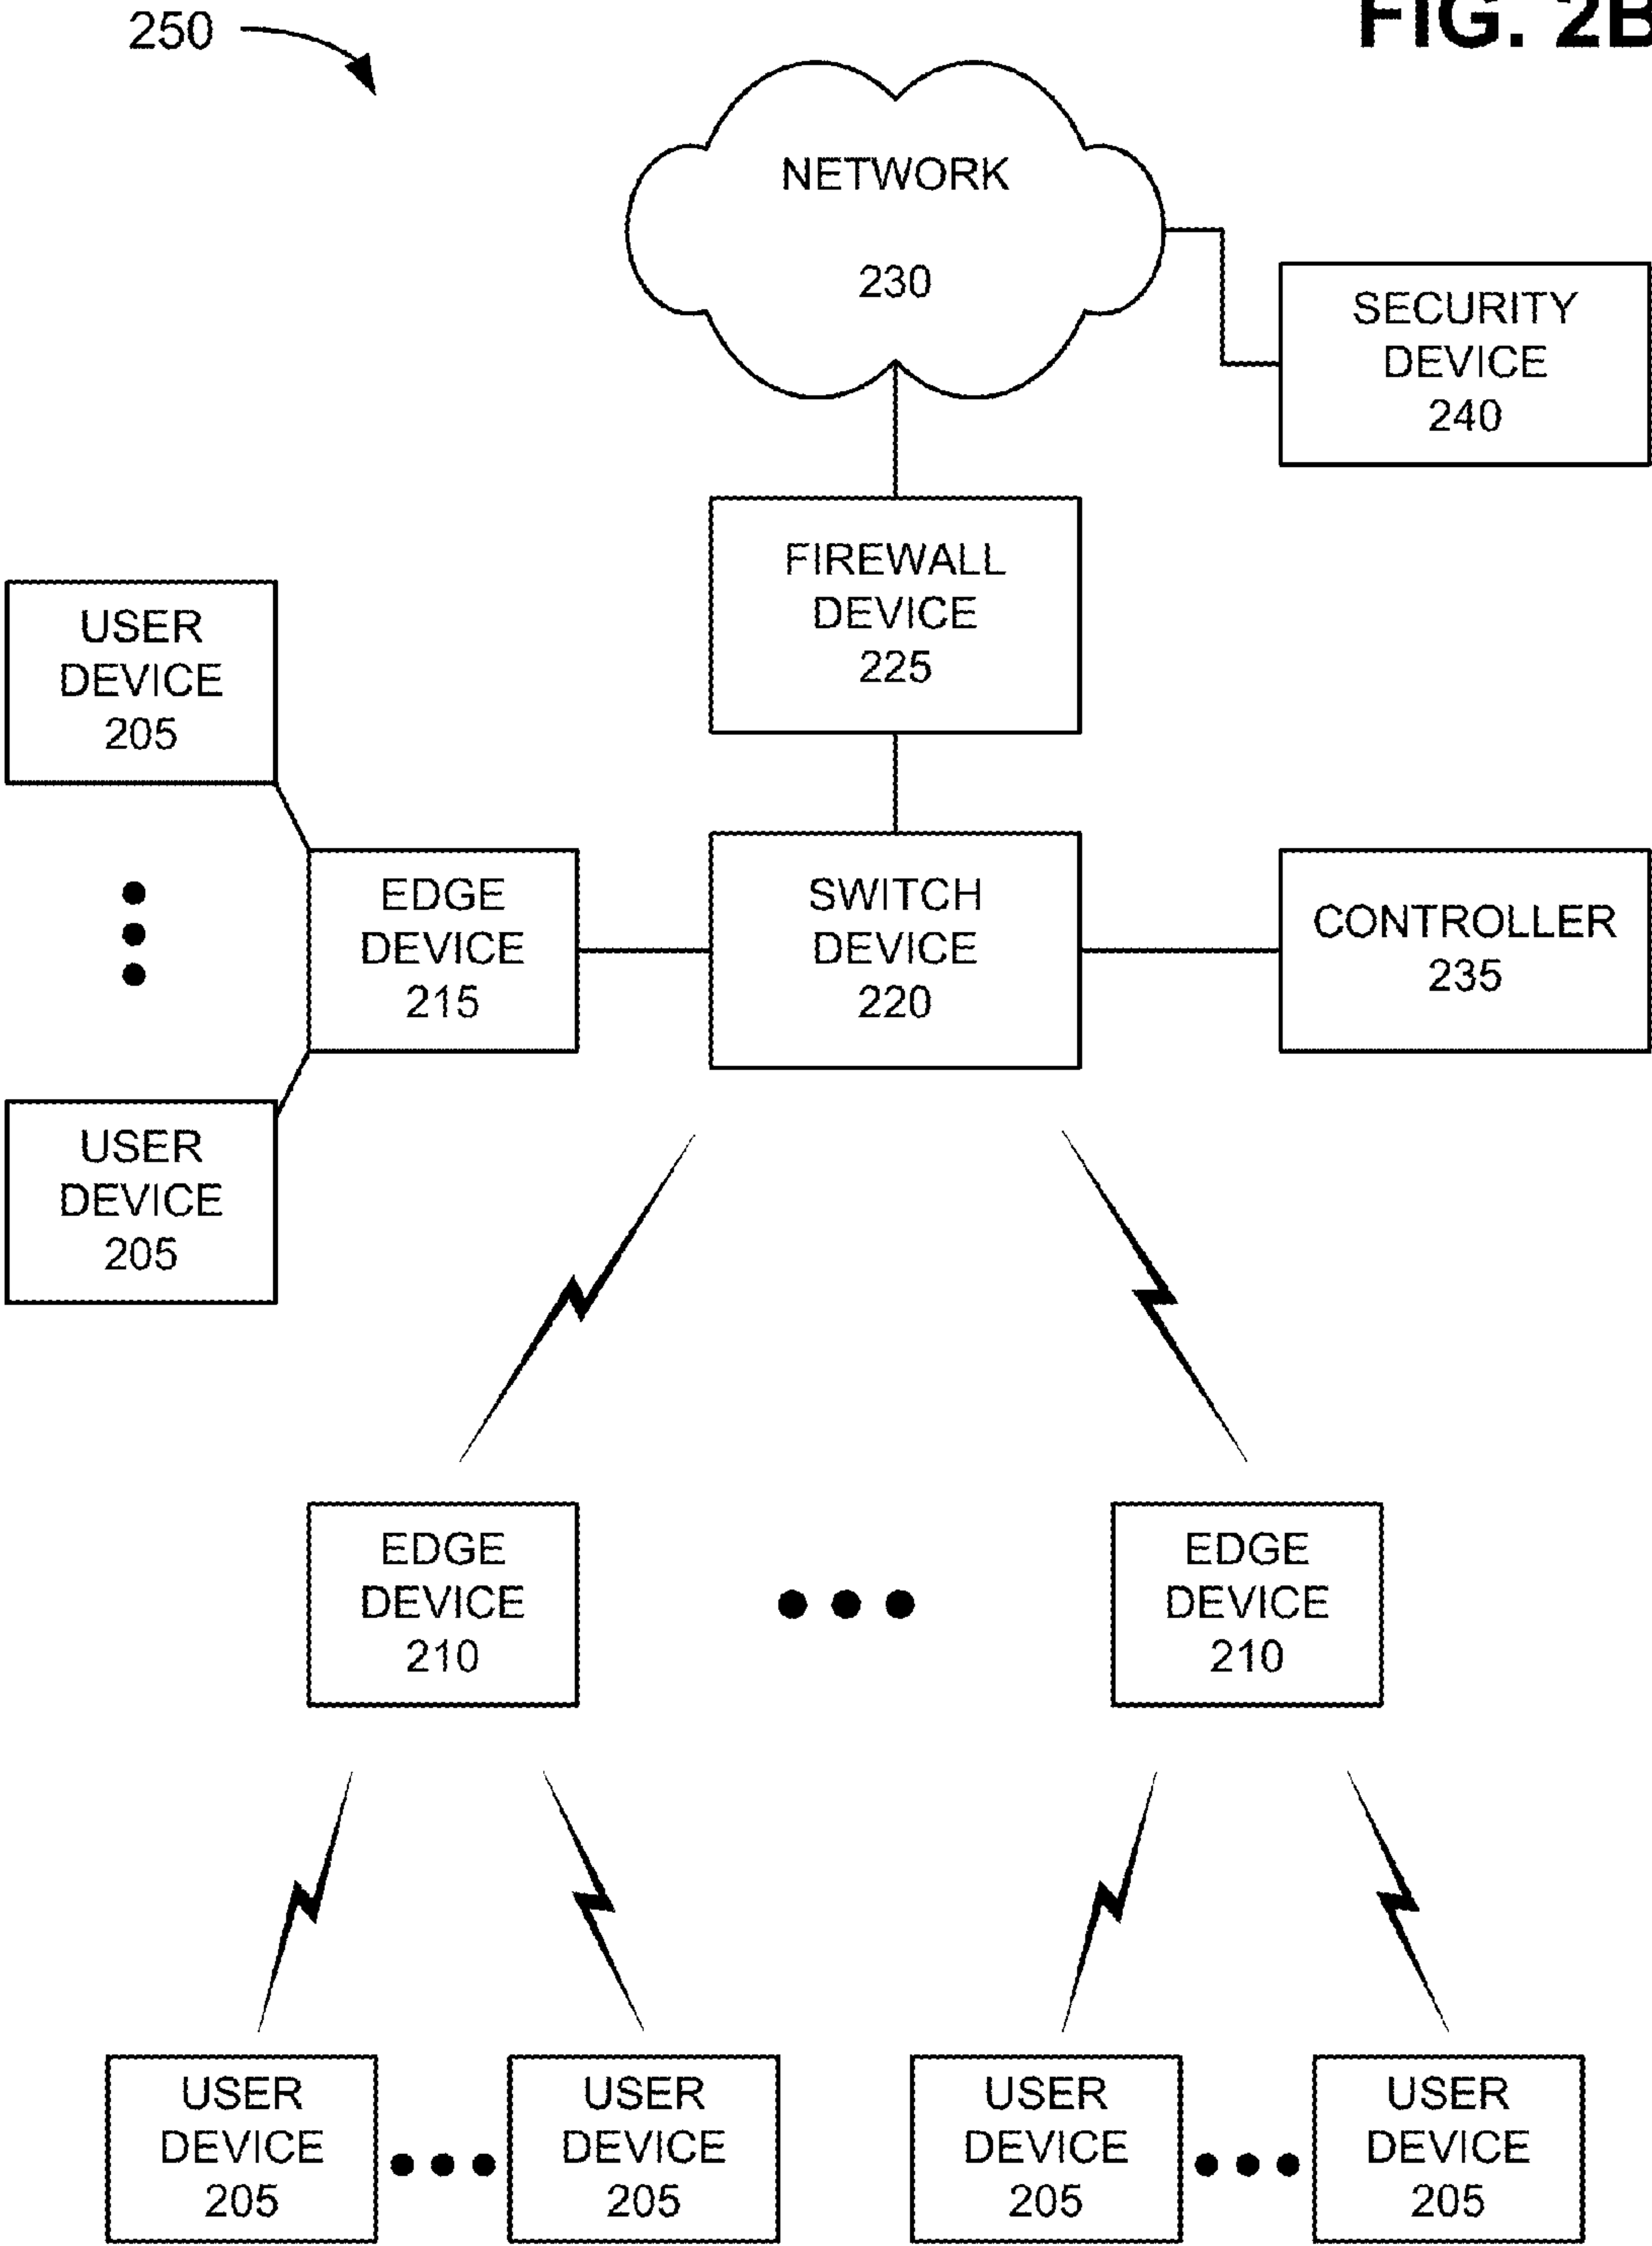 250
FIG. 2B
NETWORK
230
SECURITY
DEVICE
240
FIREWALL
DEVICE
225
USER
DEVICE
205
EDGE
DEVICE
215
SWITCH
DEVICE
220
CONTROLLER
235
USER
DEVICE
205
EDGE
DEVICE
210
EDGE
DEVICE
210
USER
DEVICE
205
USER
DEVICE
205
USER
DEVICE
205
USER
DEVICE
205